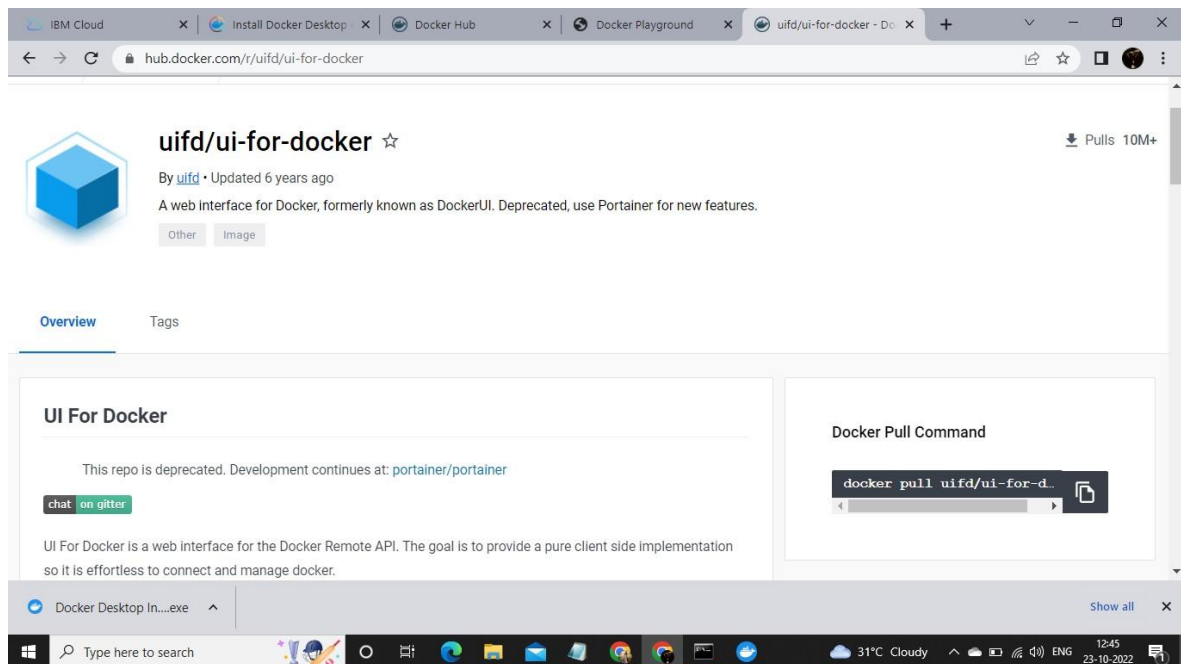 IBM Cloud
Install Docker Desktop
Docker Hub
Docker Playground
uifd/ui-for-docker - Do
hub.docker.com/r/uifd/ui-for-docker
uifd/ui-for-docker
Pulls 10M+
By uifd • Updated 6 years ago
A web interface for Docker, formerly known as DockerUI. Deprecated, use Portainer for new features.
Other Image
Overview Tags
UI For Docker
This repo is deprecated. Development continues at: portainer/portainer
chat on gitter
UI For Docker is a web interface for the Docker Remote API. The goal is to provide a pure client side implementation
so it is effortless to connect and manage docker.
Docker Pull Command
docker pull uifd/ui-for-d…
Docker Desktop In....exe
Show all
Type here to search
31°C Cloudy
ENG
12:45
23-10-2022